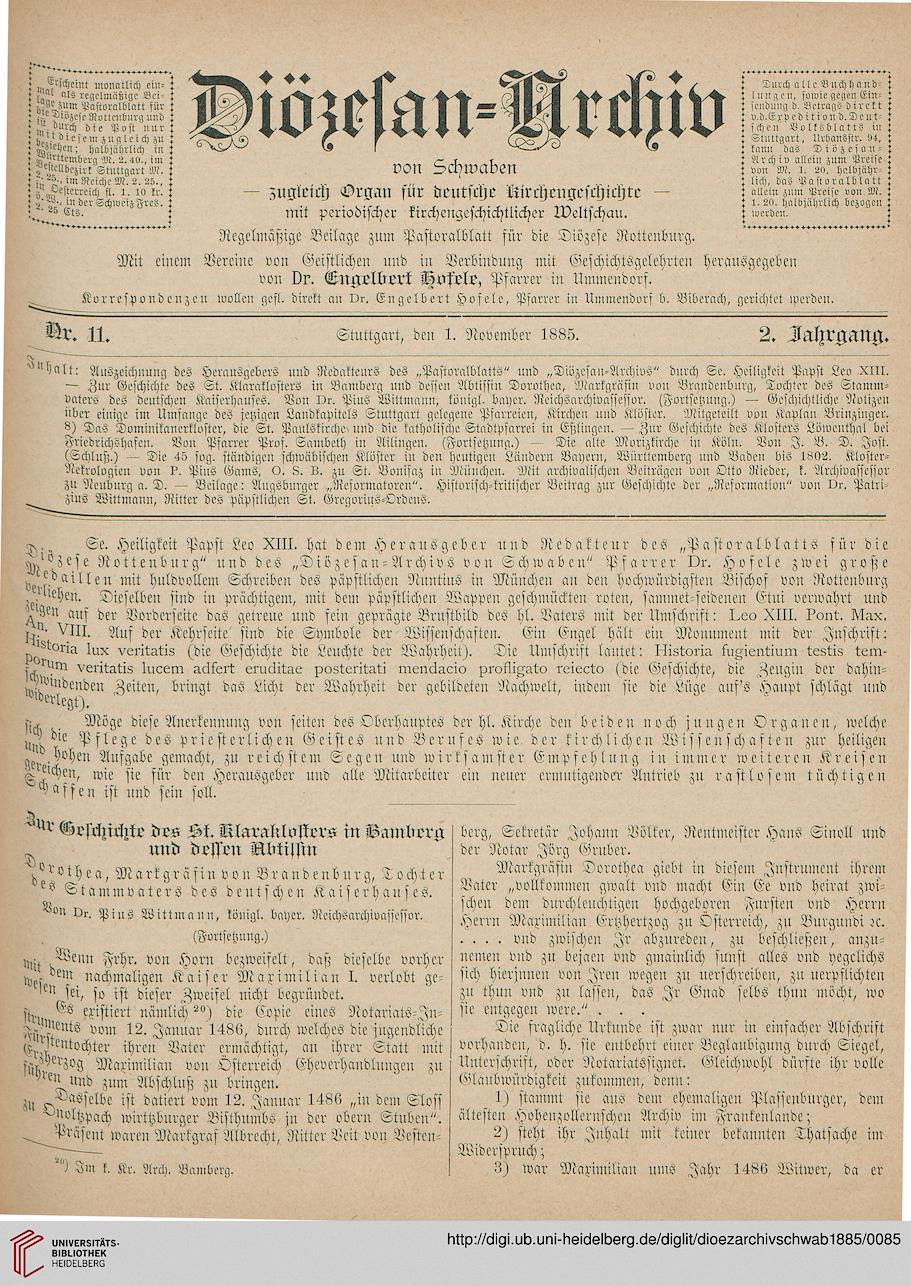 Erscheint monatlich ein-
mal als regelmäßige Bei-
lage zum Pastoralblatt für
die Diözese Rottenburg und
ist durch die Post nur
mit diesem zugleich zu
beziehen: halbjährlich in
Württemberg M. 2. 40., im
Bestellbezirk Stuttgart M.
2. 25., im Reiche M. 2. 25.,
in Oesterreich fl. 1. 10 kr.
ö. W., in der Schweiz Frcs.
2. 25 Cts.
Diözesan-Archiv
von Schwaben
— zugleich Organ für deutsche Kirchengeschichte —
mit periodischer kirchengeschichtlicher Weltschau.
Regelmäßige Beilage zum Pastoralblatt für die Diözese Rottenburg.
Durch alle Buchhand-
lungen, sowie gegen Ein-
sendung d. Betrags direkt
v. d. Expedition d. Deut-
schen Volksblatts in
Stuttgart, Urbansstr. 94,
kann das Diözesan-
Archiv allein zum Preise
von M. 1. 20. halbjähr-
lich, das Pastoralblatt
allein zum Preise von M.
1. 20. halbjährlich bezogen
werden.
Mit einem Vereine von Geistlichen und in Verbindung mit Geschichtsgelehrten herausgegeben
von Dr. Engelbert Hofele, Pfarrer in Ummendorf.
Korrespondenzen wollen gefl. direkt an Dr. Engelbert Hofele, Pfarrer in Ummendorf b. Biberach, gerichtet werden.
Nr. 11. Stuttgart, den 1. November 1885. 2. Jahrgang.
Inhalt: Auszeichnung des Herausgebers und Redakteurs des „Pastoralblatts“ und „Diözesan-Archivs“ durch Se. Heiligkeit Papst Leo XIII.
— Zur Geschichte des St. Klaraklosters in Bamberg und dessen Äbtissin Dorothea, Markgräfin von Brandenburg, Tochter des Stamm-
vaters des deutschen Kaiserhauses. Von Dr. Pius Wittmann, königl. bayer. Reichsarchivassessor. (Fortsetzung.) — Geschichtliche Notizen
über einige im Umfange des jetzigen Landkapitels Stuttgart gelegene Pfarreien, Kirchen und Klöster. Mitgeteilt von Kaplan Brinzinger.
8) Das Dominikanerkloster, die St. Paulskirche und die katholische Stadtpfarrei in Eßlingen. — Zur Geschichte des Klosters Löwenthal bei
Friedrichshafen. Von Pfarrer Prof. Sambeth in Ailingen. (Fortsetzung.) — Die alte Morizkirche in Köln. Von J. B. D. Jost.
(Schluß.) — Die 45 sog. ständigen schwäbischen Klöster in den heutigen Ländern Bayern, Württemberg und Baden bis 1802. Kloster-
Nekrologien von P. Pius Gams, O. S. B. zu St. Bonifaz in München. Mit archivalischen Beiträgen von Otto Rieder, k. Archivassessor
zu Neuburg a. D. — Beilage: Augsburger „Reformatoren“. Historisch-kritischer Beitrag zur Geschichte der „Reformation“ von Dr. Patri-
zius Wittmann, Ritter des päpstlichen St. Gregorius-Ordens.
Se. Heiligkeit Papst Leo XIII. hat dem Herausgeber und Redakteur des „Pastoralblatts für die
Diözese Rottenburg“ und des „Diözesan-Archivs von Schwaben“ Pfarrer Dr. Hofele zwei große
Medaillen mit huldvollem Schreiben des päpstlichen Nuntius in München an den hochwürdigsten Bischof von Rottenburg
verliehen. Dieselben sind in prächtigem, mit dem päpstlichen Wappen geschmückten roten, sammet-seidenen Etui verwahrt und
zeigen auf der Vorderseite das getreue und fein geprägte Brustbild des hl. Vaters mit der Umschrift: Leo XIII. Pont. Max.
An. VIII. Auf der Kehrseite sind die Symbole der Wissenschaften. Ein Engel hält ein Monument mit der Inschrift:
Historia lux veritatis (die Geschichte die Leuchte der Wahrheit). Die Umschrift lautet: Historia fugientium testis tem-
porum veritatis lucem adfert eruditae posteritati mendacio profligato reiecto (die Geschichte, die Zeugin der dahin-
schwindenden Zeiten, bringt das Licht der Wahrheit der gebildeten Nachwelt, indem sie die Lüge auf's Haupt schlägt und
widerlegt).
Möge diese Anerkennung von seiten des Oberhauptes der hl. Kirche den beiden noch jungen Organen, welche
sich die Pflege des priesterlichen Geistes und Berufes wie der kirchlichen Wissenschaften zur heiligen
und hohen Aufgabe gemacht, zu reichstem Segen und wirksamster Empfehlung in immer weiteren Kreisen
gereichen, wie sie für den Herausgeber und alle Mitarbeiter ein neuer ermutigender Antrieb zu rastlosem tüchtigen
Schaffen ist und sein soll.
Zur Geschichte des St. Klaraklosters in Bamberg
und dessen Äbtissin
Dorothea, Markgräfin von Brandenburg, Tochter
des Stammvaters des deutschen Kaiserhauses.
Von Dr. Pius Wittmann, königl. bayer. Reichsarchivassessor.
(Fortsetzung.)
Wenn Frhr. von Horn bezweifelt, daß dieselbe vorher
mit dem nachmaligen Kaiser Maximilian I. verlobt ge-
wesen sei, so ist dieser Zweifel nicht begründet.
Es existiert nämlich 20) die Copie eines Notariats-In-
struments vom 12. Januar 1486, durch welches die jugendliche
Fürstentochter ihren Vater ermächtigt, an ihrer Statt mit
Erzherzog Maximilian von Österreich Eheverhandlungen zu
führen und zum Abschluß zu bringen.
Dasselbe ist datiert vom 12. Januar 1486 „in dem Sloss
zu Onoltzpach wirtzburger Bisthumbs jn der obern Stuben“.
Präsent waren Markgraf Albrecht, Ritter Veit von Vesten-
20) Im k. Kr. Arch. Bamberg.
berg, Sekretär Johann Völker, Rentmeister Hans Sinoll und
der Notar Jörg Gruber.
Markgräfin Dorothea giebt in diesem Instrument ihrem
Vater „vollkommen gwalt vnd macht Ein Ee vnd heirat zwi-
schen dem durchleuchtigen hochgeboren Fursten vnd Herrn
Herrn Maximilian Ertzhertzog zu Österreich, zu Burgundi ꝛc.
. . . . vnd zwischen Jr abzureden, zu beschließen, anzu-
nemen vnd zu bejaen vnd gmainlich sunst alles vnd yegelichs
sich hierjnnen von Jren wegen zu uerschreiben, zu uerpflichten
zu thun vnd zu lassen, das Jr Gnad selbs thun möcht, wo
sie entgegen were.“ . . .
Die fragliche Urkunde ist zwar nur in einfacher Abschrift
vorhanden, d. h. sie entbehrt einer Beglaubigung durch Siegel,
Unterschrift, oder Notariatssignet. Gleichwohl dürfte ihr volle
Glaubwürdigkeit zukommen, denn:
1) stammt sie aus dem ehemaligen Plassenburger, dem
ältesten Hohenzollernschen Archiv im Frankenlande;
2) steht ihr Inhalt mit keiner bekannten Thatsache im
Widerspruch;
3) war Maximilian ums Jahr 1486 Witwer, da er
UNIVERSITÄTS-
BIBLIOTHEK
HEIDELBERG
http://digi.ub.uni-heidelberg.de/diglit/dioezarchivschwab1885/0085